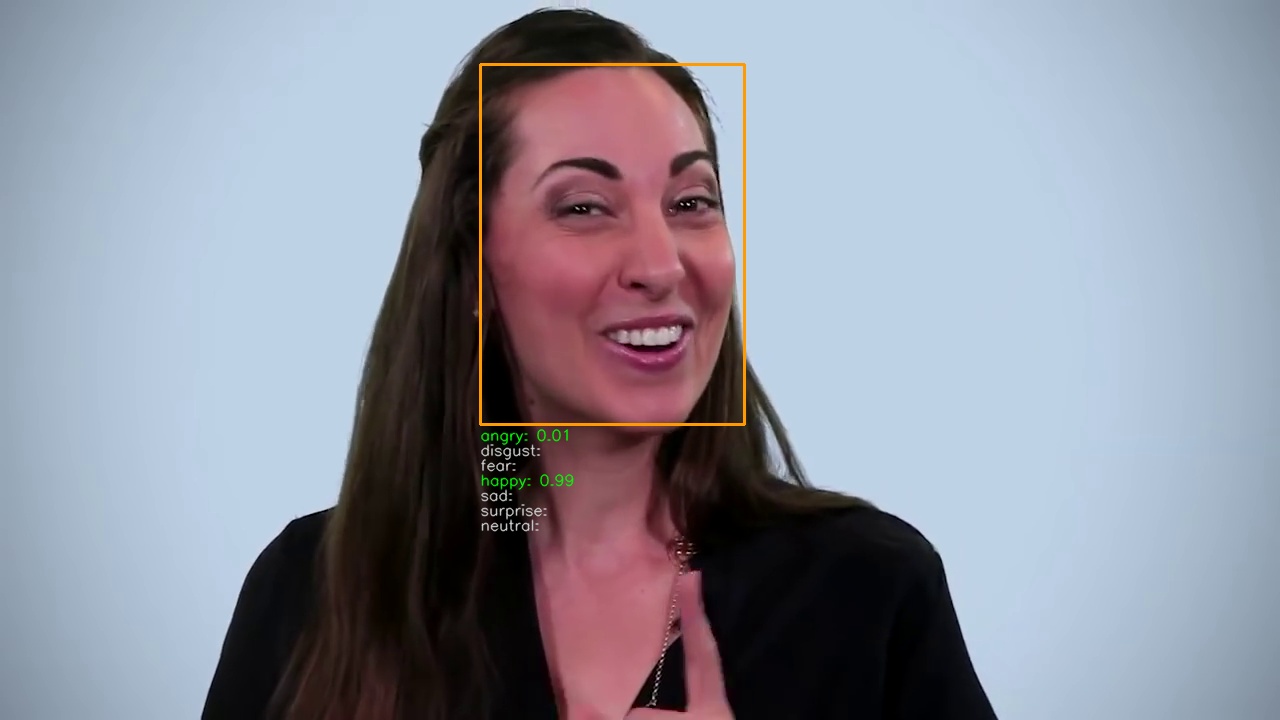 angry: 0.01
disgust:
fear:
happy: 0.99
sad:
surprise:
neutral: